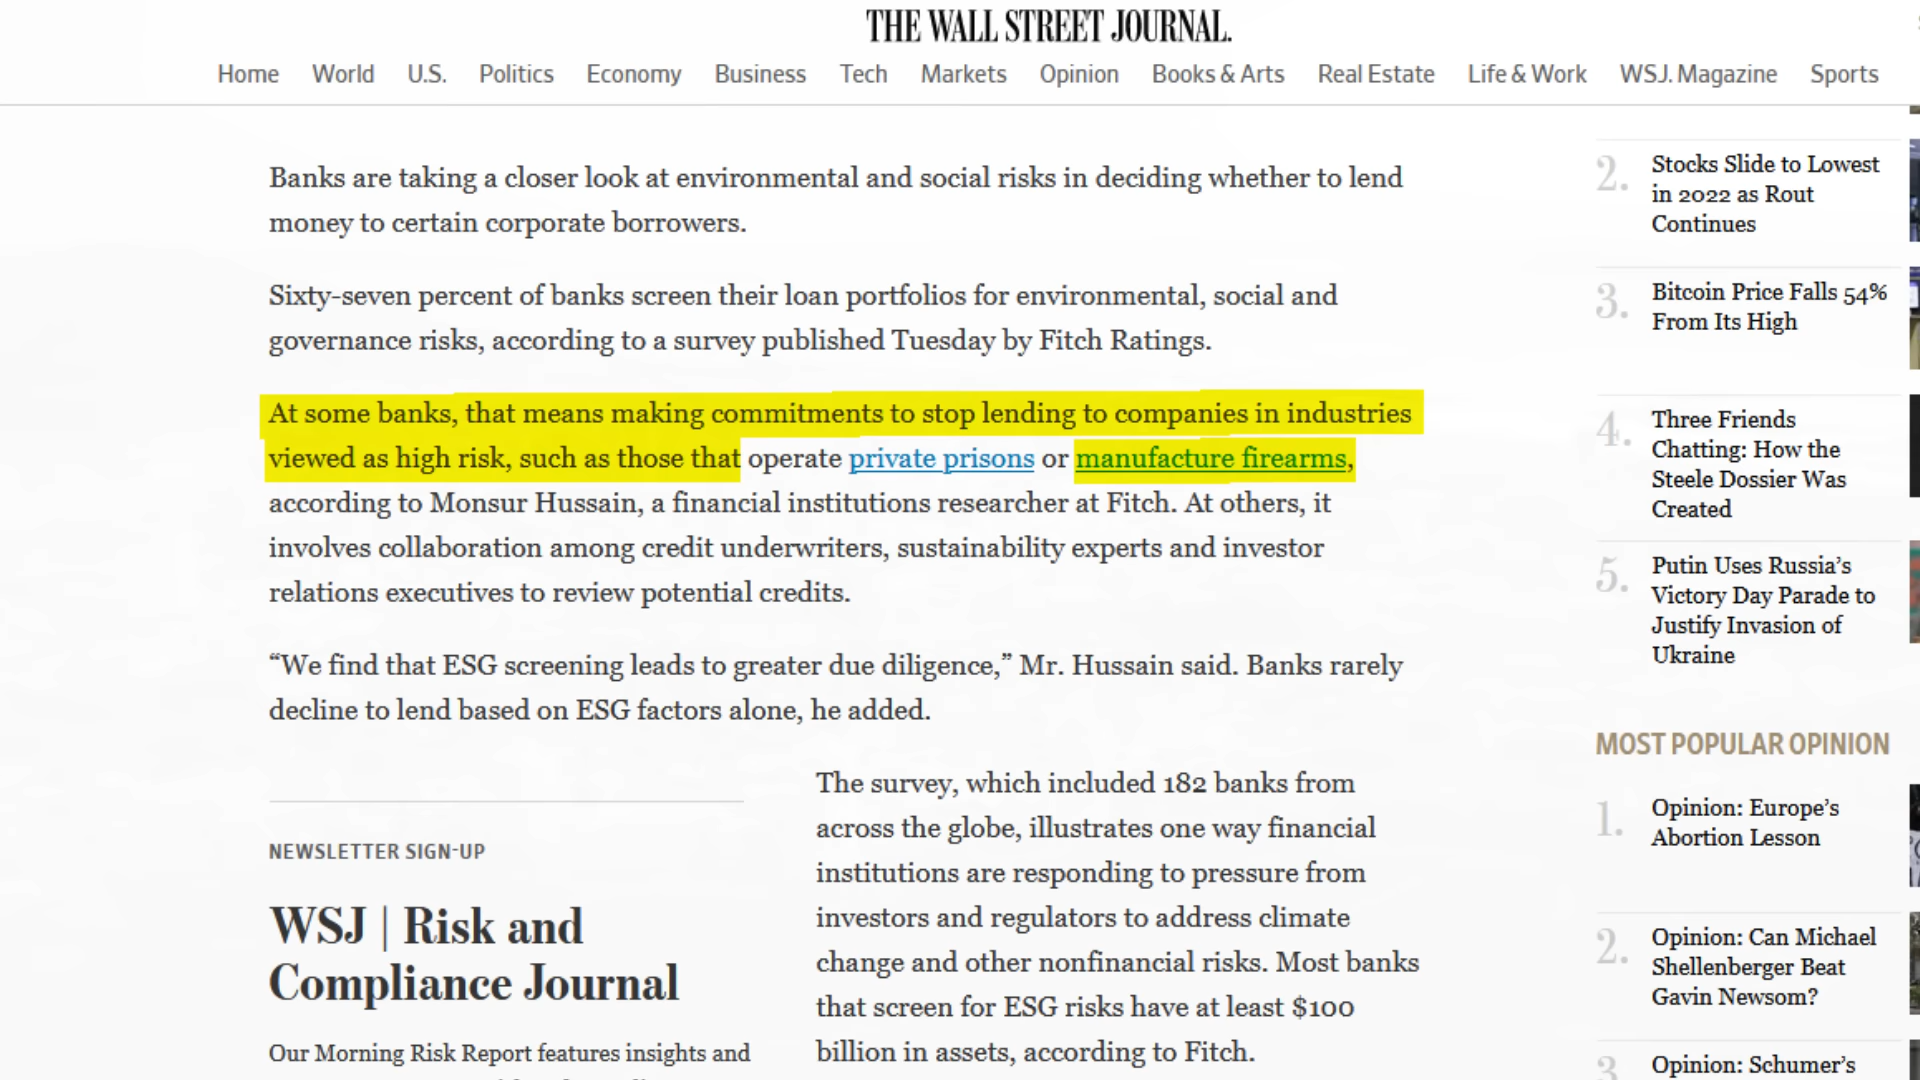 THE WALL STREET JOURNAL.
Home World U.S. Politics Economy Business Tech Markets Opinion Books & Arts Real Estate Life & Work WSJ. Magazine Sports
Banks are taking a closer look at environmental and social risks in deciding whether to lend
money to certain corporate borrowers.
Sixty-seven percent of banks screen their loan portfolios for environmental, social and
governance risks, according to a survey published Tuesday by Fitch Ratings.
At some banks, that means making commitments to stop lending to companies in industries
viewed as high risk, such as those that operate private prisons or manufacture firearms,
according to Monsur Hussain, a financial institutions researcher at Fitch. At others, it
involves collaboration among credit underwriters, sustainability experts and investor
relations executives to review potential credits.
“We find that ESG screening leads to greater due diligence,” Mr. Hussain said. Banks rarely
decline to lend based on ESG factors alone, he added.
NEWSLETTER SIGN-UP
WSJ | Risk and
Compliance Journal
Our Morning Risk Report features insights and
The survey, which included 182 banks from
across the globe, illustrates one way financial
institutions are responding to pressure from
investors and regulators to address climate
change and other nonfinancial risks. Most banks
that screen for ESG risks have at least $100
billion in assets, according to Fitch.
2. Stocks Slide to Lowest
in 2022 as Rout
Continues
3. Bitcoin Price Falls 54%
From Its High
4. Three Friends
Chatting: How the
Steele Dossier Was
Created
5. Putin Uses Russia’s
Victory Day Parade to
Justify Invasion of
Ukraine
MOST POPULAR OPINION
1. Opinion: Europe’s
Abortion Lesson
2. Opinion: Can Michael
Shellenberger Beat
Gavin Newsom?
3. Opinion: Schumer’s